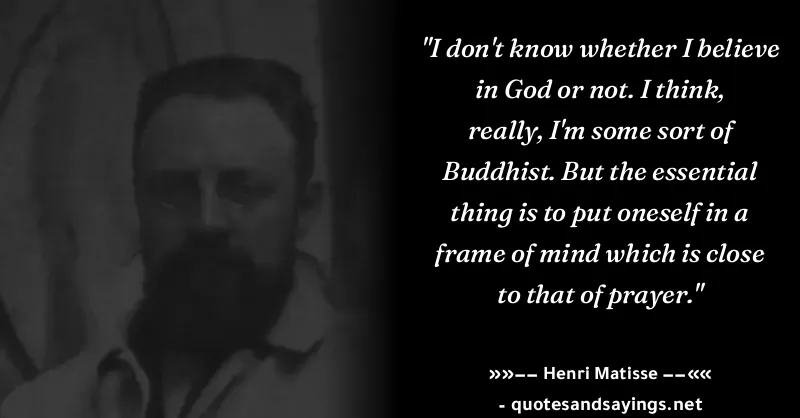 "I don't know whether I believe
in God or not. I think,
really, I'm some sort of
Buddhist. But the essential
thing is to put oneself in a
frame of mind which is close
to that of prayer."
»»−− Henri Matisse −−««
- quotesandsayings.net